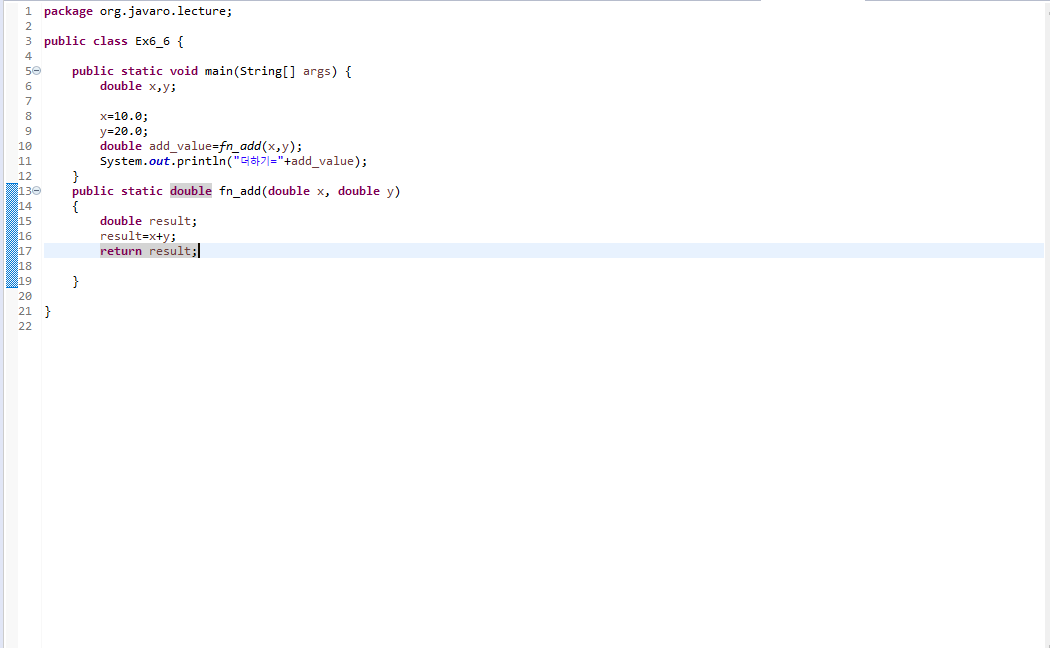 1 package org.javaro.lecture;
2
3 public class Ex6_6 {
4
5 public static void main(String[] args) {
6 double x,y;
7
8 x=10.0;
9 y=20.0;
10 double add_value=fn_add(x,y);
11 System.out.println("더하기="+add_value);
12 }
13 public static double fn_add(double x, double y)
14 {
15 double result;
16 result=x+y;
17 return result;
18
19 }
20
21 }
22